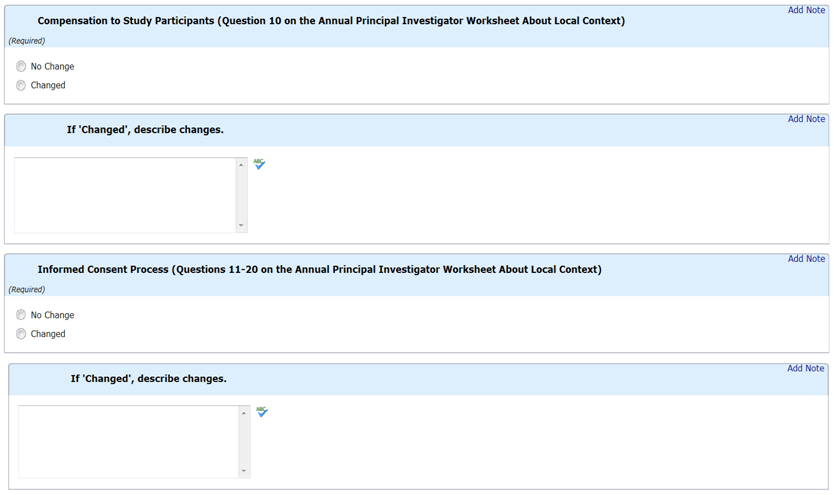 Add Note
Compensation to Study Participants (Question 10 on the Annual Principal Investigator Worksheet About Local Context)
(Required)
No Change
Changed
Add Note
If 'Changed', describe changes.
ABC
Add Note
Informed Consent Process (Questions 11-20 on the Annual Principal Investigator Worksheet About Local Context)
(Required)
No Change
Changed
Add Note
If 'Changed', describe changes.
ABC